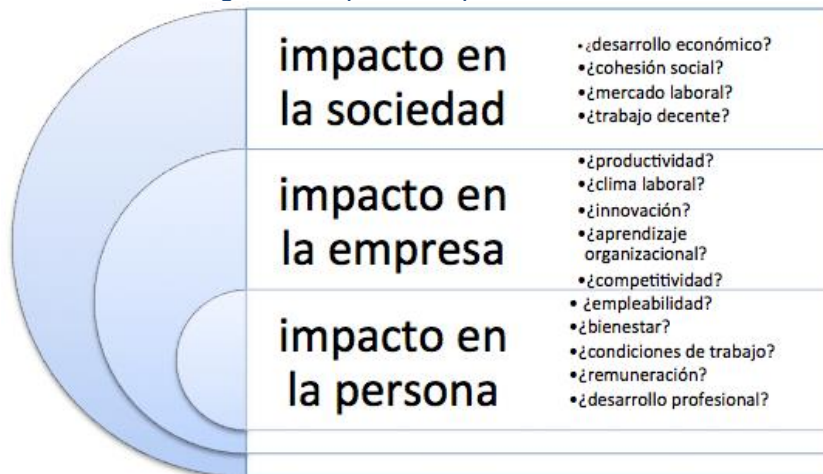 impacto en
la sociedad
•¿desarrollo económico?
•¿cohesión social?
•¿mercado laboral?
•¿trabajo decente?
impacto en
la empresa
•¿productividad?
•¿clima laboral?
•¿innovación?
•¿aprendizaje
organizacional?
•¿competitividad?
impacto en
la persona
• ¿empleabilidad?
•¿bienestar?
•¿condiciones de trabajo?
•¿remuneración?
•¿desarrollo profesional?